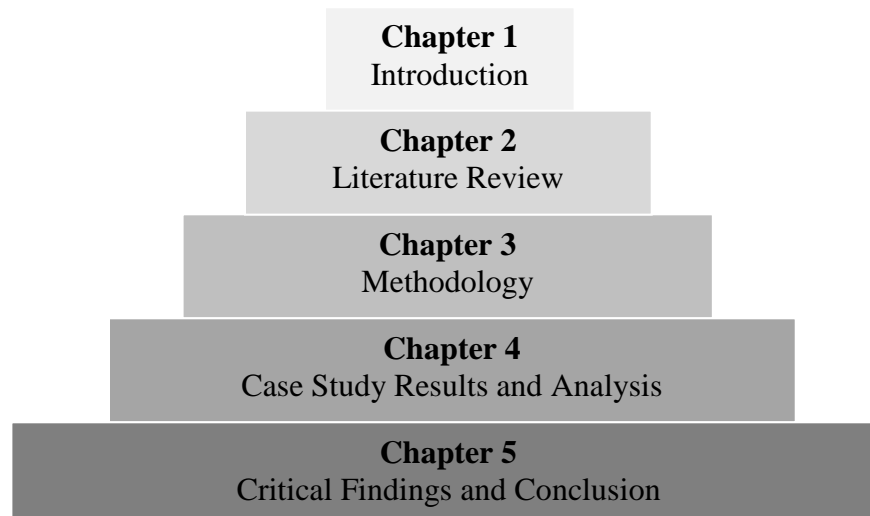 Chapter 1
Introduction
Chapter 2
Literature Review
Chapter 3
Methodology
Chapter 4
Case Study Results and Analysis
Chapter 5
Critical Findings and Conclusion